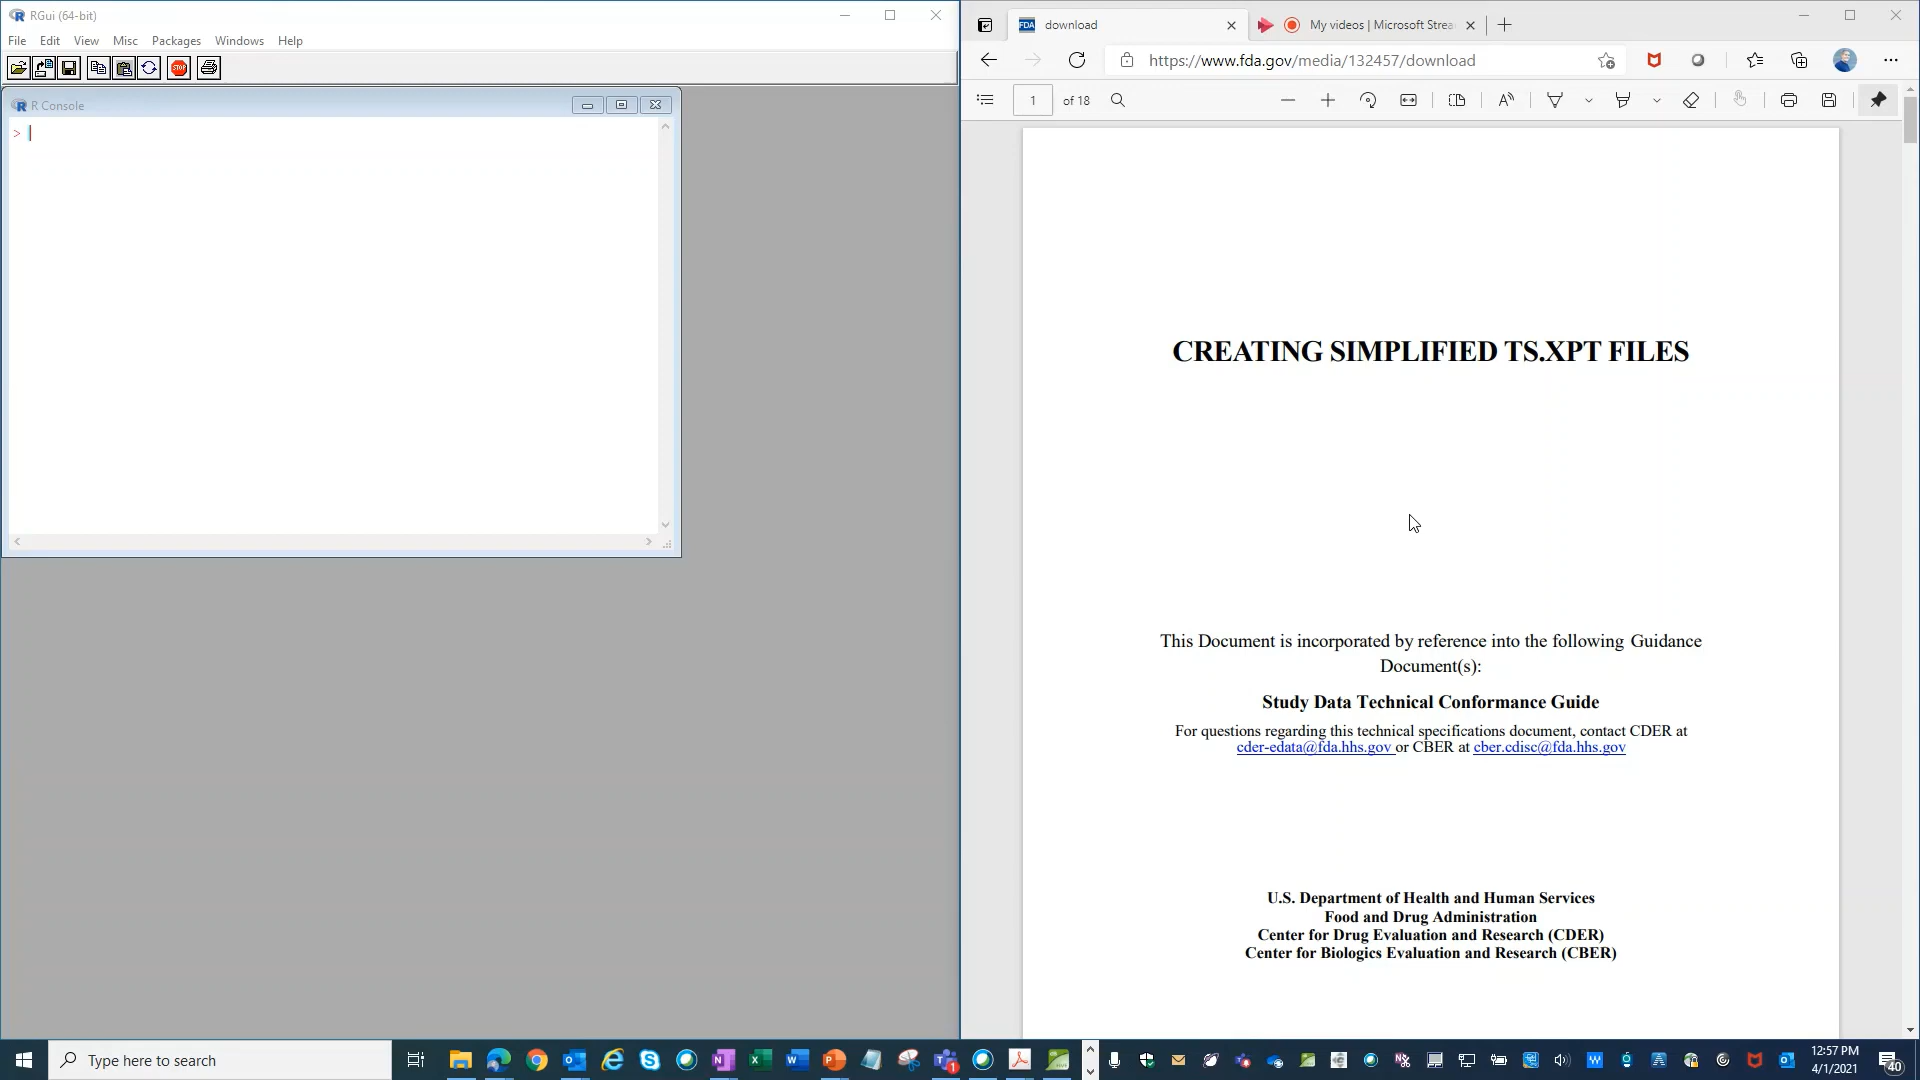 RGui (64-bit)
File Edit View Misc Packages Windows Help
STOP
R Console
>
FDA download
My videos | Microsoft Strea
https://www.fda.gov/media/132457/download
1 of 18
CREATING SIMPLIFIED TS.XPT FILES
This Document is incorporated by reference into the following Guidance
Document(s):
Study Data Technical Conformance Guide
For questions regarding this technical specifications document, contact CDER at
cder-edata@fda.hhs.gov or CBER at cber.cdisc@fda.hhs.gov
U.S. Department of Health and Human Services
Food and Drug Administration
Center for Drug Evaluation and Research (CDER)
Center for Biologics Evaluation and Research (CBER)
Type here to search
12:57 PM
4/1/2021
40